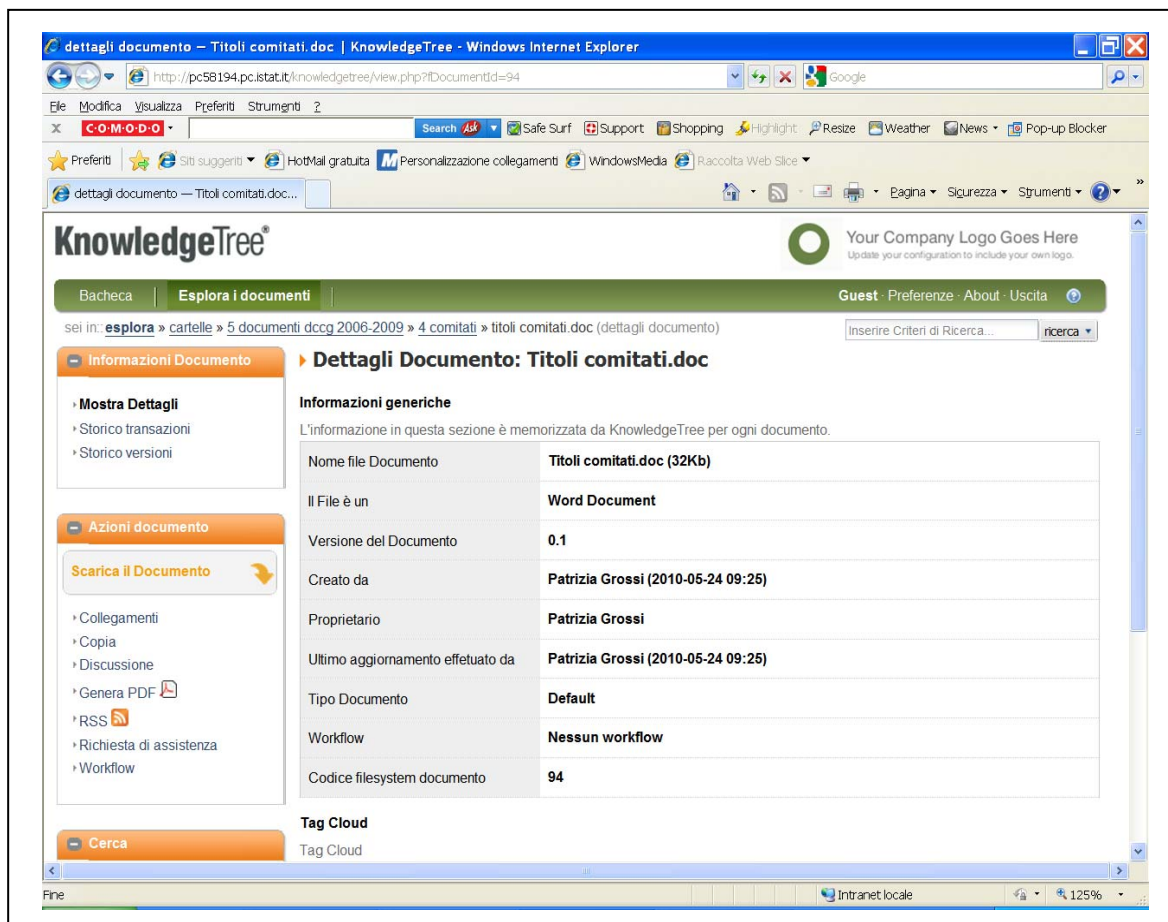 dettagli documento — Titoli comitati.doc | KnowledgeTree - Windows Internet Explorer
http://pc58194.pc.istat.it/knowledgetree/view.php?fDocumentId=94
Google
File Modifica Visualizza Preferiti Strumenti ?
X C·O·M·O·D·O Search Ask Safe Surf Support Shopping Highlight Resize Weather News Pop-up Blocker
Preferiti Siti suggeriti HotMail gratuita Personalizzazione collegamenti WindowsMedia Raccolta Web Slice
dettagli documento — Titoli comitati.doc...
Pagina Sicurezza Strumenti »
KnowledgeTree®
Your Company Logo Goes Here
Update your configuration to include your own logo.
Bacheca Esplora i documenti Guest · Preferenze · About · Uscita ?
sei in: esplora » cartelle » 5 documenti dccg 2006-2009 » 4 comitati » titoli comitati.doc (dettagli documento)
Inserire Criteri di Ricerca... ricerca
Informazioni Documento
Mostra Dettagli
Storico transazioni
Storico versioni
Azioni documento
Scarica il Documento
Collegamenti
Copia
Discussione
Genera PDF
RSS
Richiesta di assistenza
Workflow
Cerca
Dettagli Documento: Titoli comitati.doc
Informazioni generiche
L'informazione in questa sezione è memorizzata da KnowledgeTree per ogni documento.
Nome file Documento Titoli comitati.doc (32Kb)
Il File è un Word Document
Versione del Documento 0.1
Creato da Patrizia Grossi (2010-05-24 09:25)
Proprietario Patrizia Grossi
Ultimo aggiornamento effetuato da Patrizia Grossi (2010-05-24 09:25)
Tipo Documento Default
Workflow Nessun workflow
Codice filesystem documento 94
Tag Cloud
Tag Cloud
Fine Intranet locale 125%